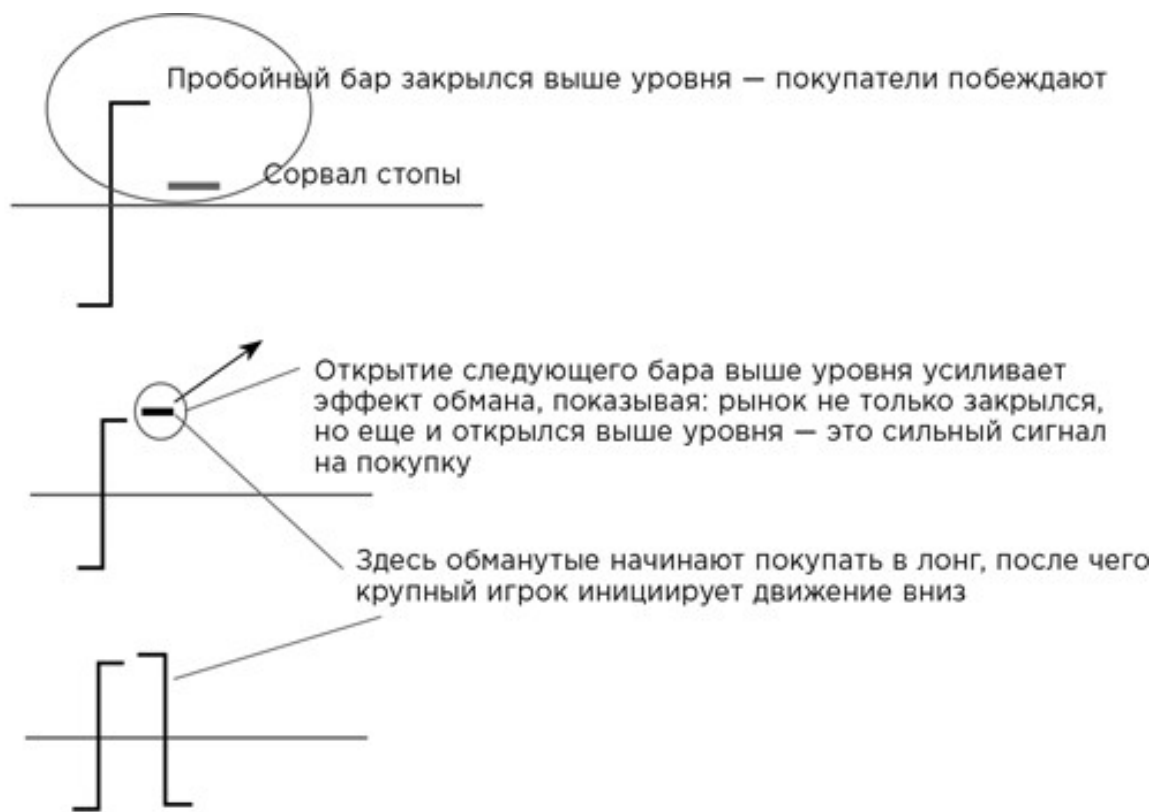 Пробойный бар закрылся выше уровня — покупатели побеждают
Сорвал стопы
Открытие следующего бара выше уровня усиливает
эффект обмана, показывая: рынок не только закрылся,
но еще и открылся выше уровня — это сильный сигнал
на покупку
Здесь обманутые начинают покупать в лонг, после чего
крупный игрок инициирует движение вниз